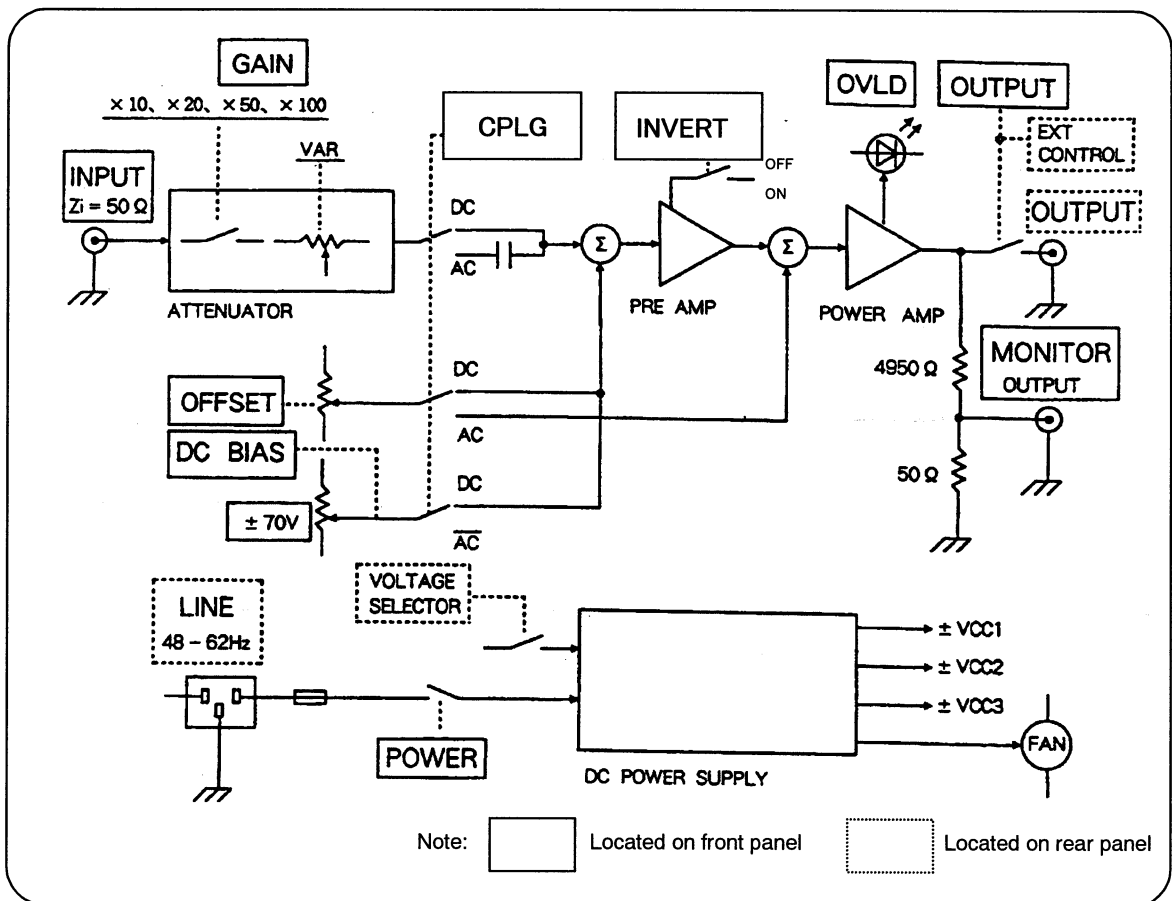 GAIN
×10、×20、×50、×100
VAR
INPUT
Zi = 50 Ω
ATTENUATOR
CPLG
DC
AC
Σ
INVERT
OFF
ON
PRE AMP
Σ
OVLD
POWER AMP
OUTPUT
EXT
CONTROL
OUTPUT
4950 Ω
MONITOR
OUTPUT
50 Ω
OFFSET
DC
AC
DC BIAS
± 70V
DC
AC
VOLTAGE
SELECTOR
LINE
48 – 62Hz
POWER
DC POWER SUPPLY
± VCC1
± VCC2
± VCC3
FAN
Note:
Located on front panel
Located on rear panel